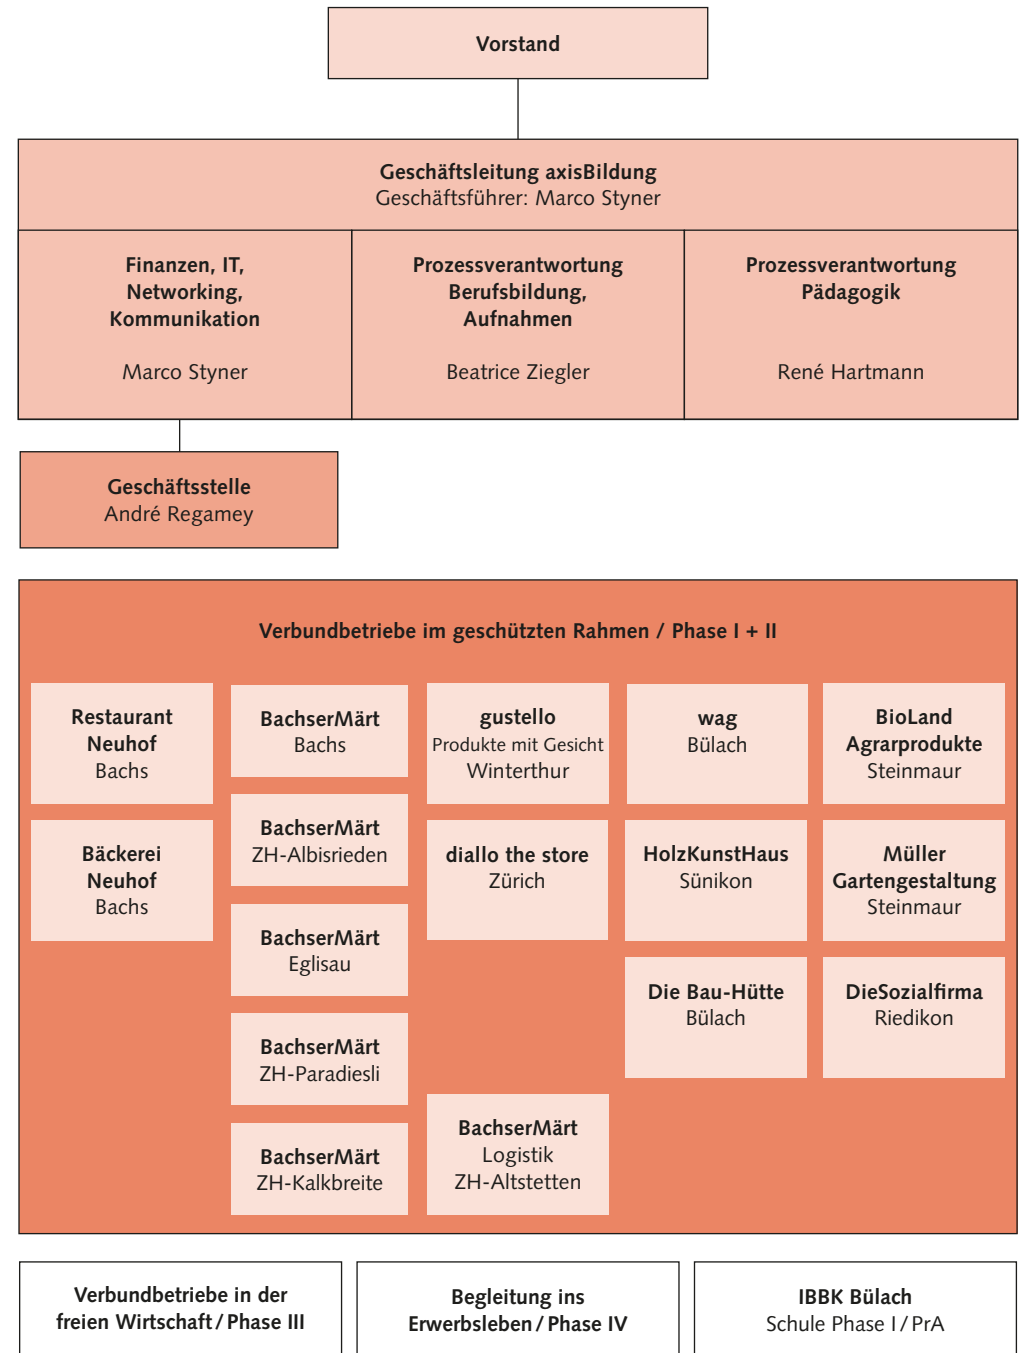 Vorstand
Geschäftsleitung axisBildung
Geschäftsführer: Marco Styner
Finanzen, IT,
Networking,
Kommunikation
Marco Styner
Prozessverantwortung
Berufsbildung,
Aufnahmen
Beatrice Ziegler
Prozessverantwortung
Pädagogik
René Hartmann
Geschäftsstelle
André Regamey
Verbundbetriebe im geschützten Rahmen / Phase I + II
Restaurant
Neuhof
Bachs
Bäckerei
Neuhof
Bachs
BachserMärt
Bachs
BachserMärt
ZH-Albisrieden
BachserMärt
Eglisau
BachserMärt
ZH-Paradiesli
BachserMärt
ZH-Kalkbreite
gustello
Produkte mit Gesicht
Winterthur
diallo the store
Zürich
BachserMärt
Logistik
ZH-Altstetten
wag
Bülach
HolzKunstHaus
Sünikon
Die Bau-Hütte
Bülach
BioLand
Agrarprodukte
Steinmaur
Müller
Gartengestaltung
Steinmaur
DieSozialfirma
Riedikon
Verbundbetriebe in der
freien Wirtschaft / Phase III
Begleitung ins
Erwerbsleben / Phase IV
IBBK Bülach
Schule Phase I / PrA